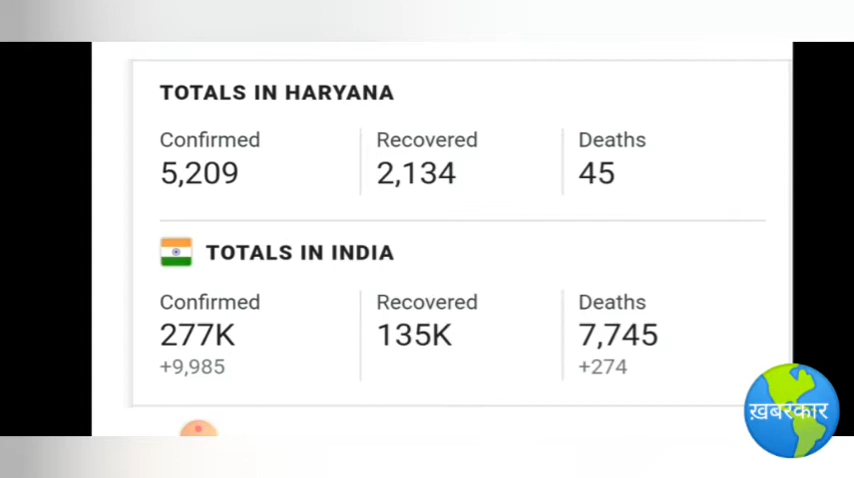 TOTALS IN HARYANA
Confirmed Recovered Deaths
5,209 2,134 45
TOTALS IN INDIA
Confirmed Recovered Deaths
277K 135K 7,745
+9,985 +274
ख़बरकार